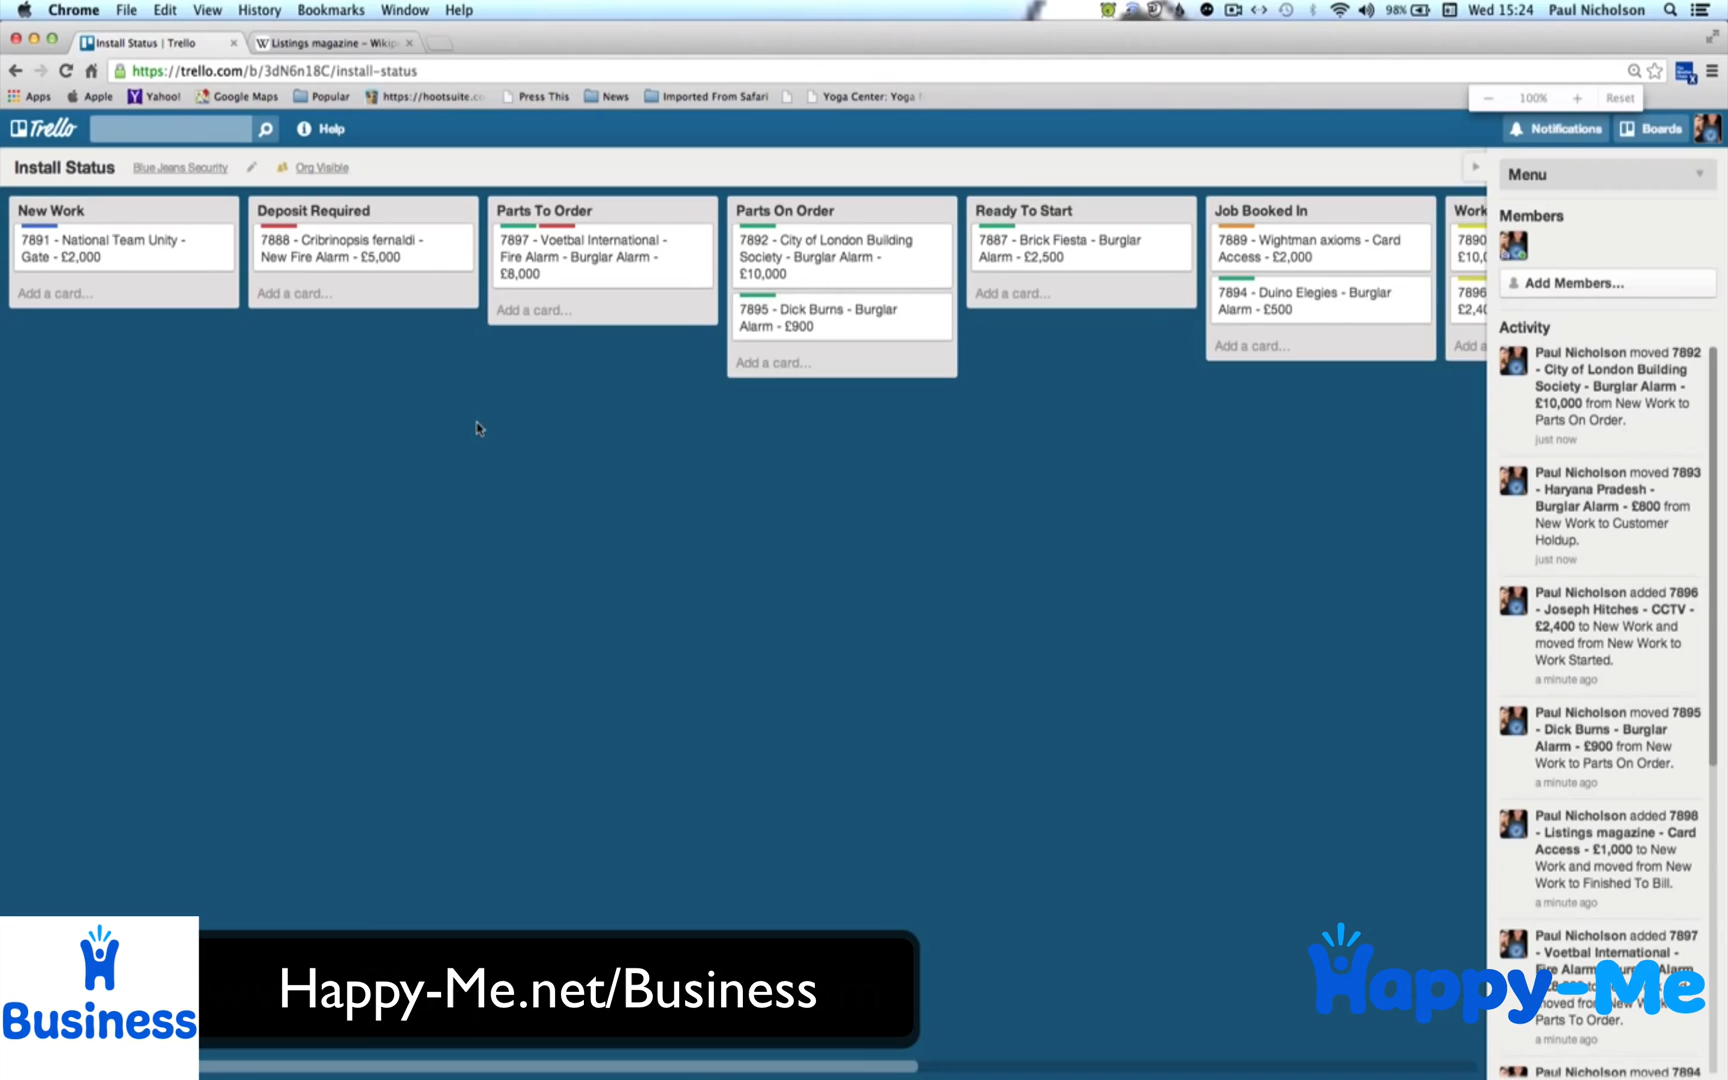 Chrome File Edit View History Bookmarks Window Help
98% Wed 15:24 Paul Nicholson
Install Status | Trello
Listings magazine – Wikip
https://trello.com/b/3dN6n18C/install-status
Apps Apple Yahoo! Google Maps Popular https://hootsuite.co Press This News Imported From Safari Yoga Center: Yoga
100% Reset
Trello
Help
Notifications Boards
Install Status Blue Jeans Security Org Visible
New Work
7891 - National Team Unity -
Gate - £2,000
Add a card...
Deposit Required
7888 - Cribrinopsis fernaldi -
New Fire Alarm - £5,000
Add a card...
Parts To Order
7897 - Voetbal International -
Fire Alarm - Burglar Alarm -
£8,000
Add a card...
Parts On Order
7892 - City of London Building
Society - Burglar Alarm -
£10,000
7895 - Dick Burns - Burglar
Alarm - £900
Add a card...
Ready To Start
7887 - Brick Fiesta - Burglar
Alarm - £2,500
Add a card...
Job Booked In
7889 - Wightman axioms - Card
Access - £2,000
7894 - Duino Elegies - Burglar
Alarm - £500
Add a card...
Work
7890
£10,0
7896
£2,40
Add a
Menu
Members
Add Members...
Activity
Paul Nicholson moved 7892
- City of London Building
Society - Burglar Alarm -
£10,000 from New Work to
Parts On Order.
just now
Paul Nicholson moved 7893
- Haryana Pradesh -
Burglar Alarm - £800 from
New Work to Customer
Holdup.
just now
Paul Nicholson added 7896
- Joseph Hitches - CCTV -
£2,400 to New Work and
moved from New Work to
Work Started.
a minute ago
Paul Nicholson moved 7895
- Dick Burns - Burglar
Alarm - £900 from New
Work to Parts On Order.
a minute ago
Paul Nicholson added 7898
- Listings magazine - Card
Access - £1,000 to New
Work and moved from New
Work to Finished To Bill.
a minute ago
Paul Nicholson added 7897
- Voetbal International -
Fire Alarm
moved from
Parts To Order.
a minute ago
Paul Nicholson moved 7894
Business
Happy-Me.net/Business
Happy-Me